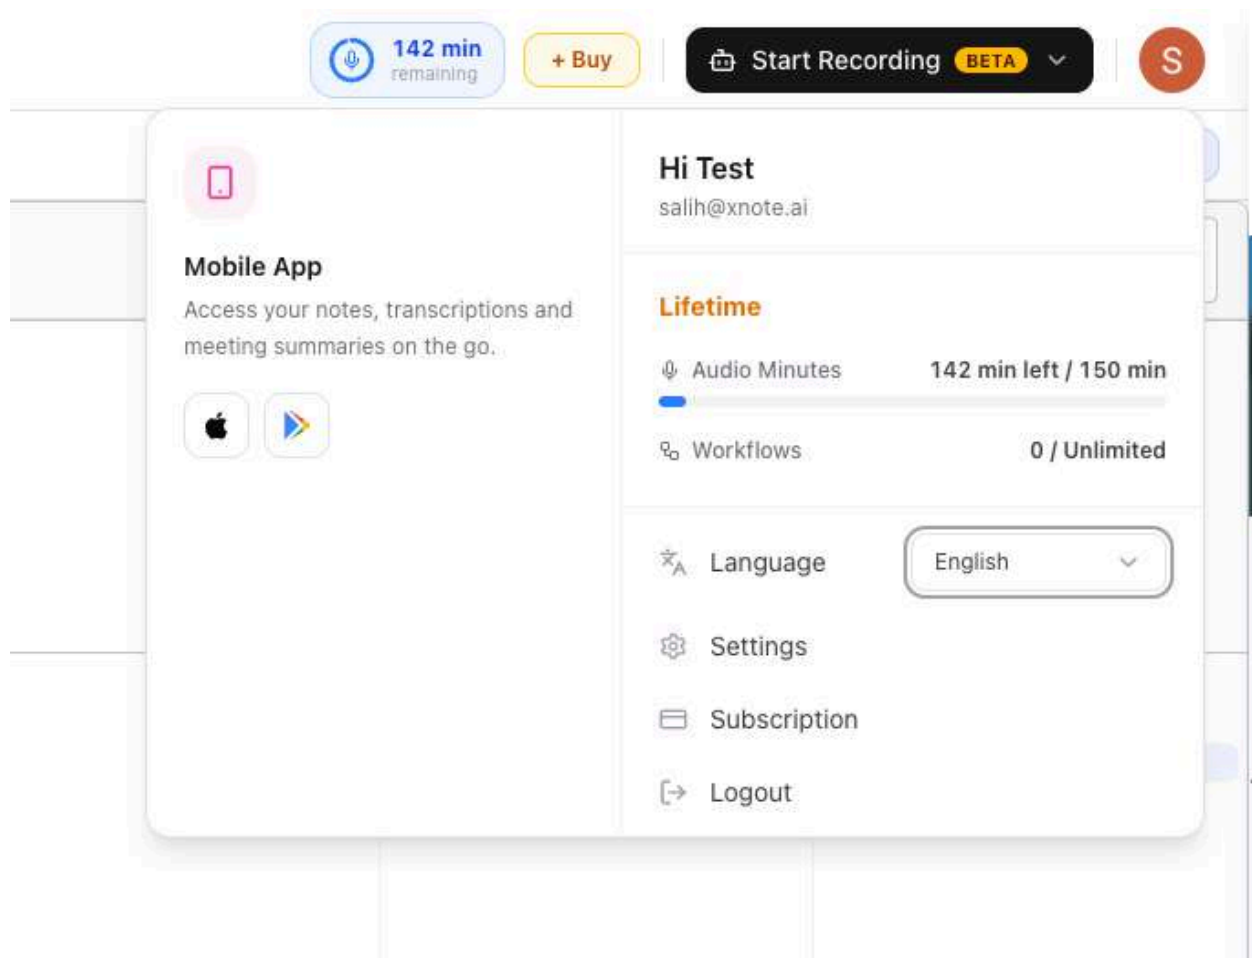 142 min
remaining
+ Buy
Start Recording BETA
S
Mobile App
Access your notes, transcriptions and
meeting summaries on the go.
Hi Test
salih@xnote.ai
Lifetime
Audio Minutes 142 min left / 150 min
Workflows 0 / Unlimited
Language English
Settings
Subscription
Logout